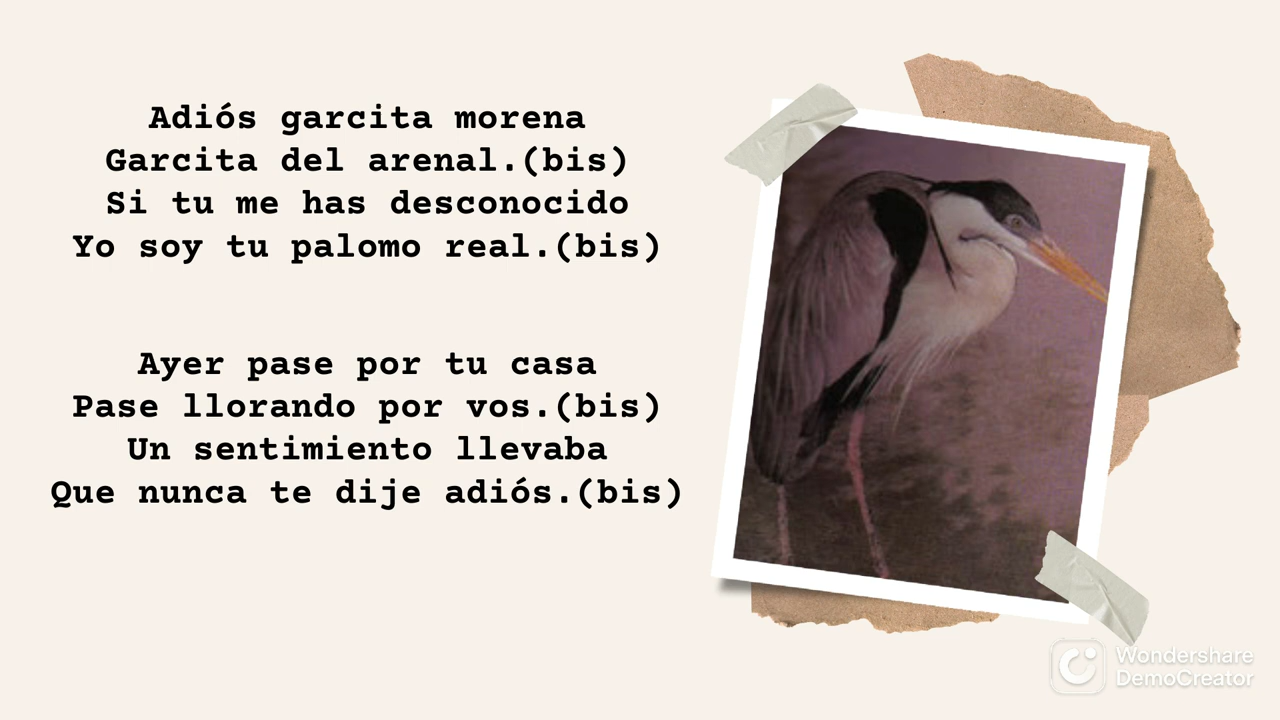 Adiós garcita morena
Garcita del arenal.(bis)
Si tu me has desconocido
Yo soy tu palomo real.(bis)
Ayer pase por tu casa
Pase llorando por vos.(bis)
Un sentimiento llevaba
Que nunca te dije adiós.(bis)
Wondershare
DemoCreator